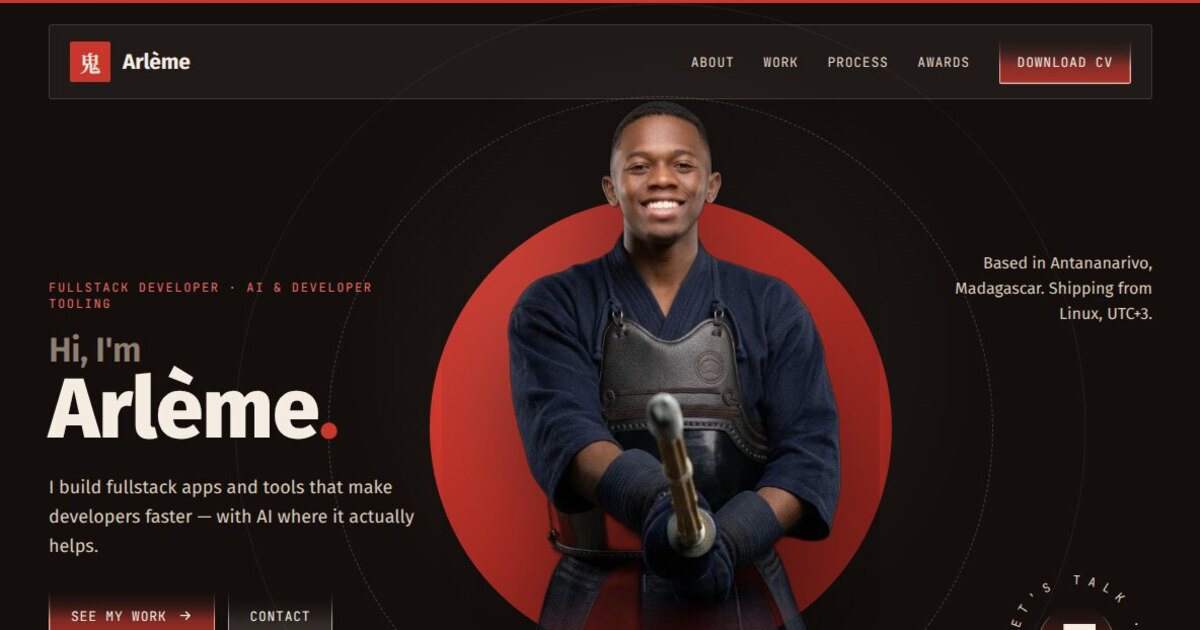 鬼 Arlème
ABOUT WORK PROCESS AWARDS DOWNLOAD CV
Based in Antananarivo,
Madagascar. Shipping from
Linux, UTC+3.
FULLSTACK DEVELOPER · AI & DEVELOPER
TOOLING
Hi, I'm
Arlème.
I build fullstack apps and tools that make
developers faster — with AI where it actually
helps.
SEE MY WORK →
CONTACT
ET'S TALK ·